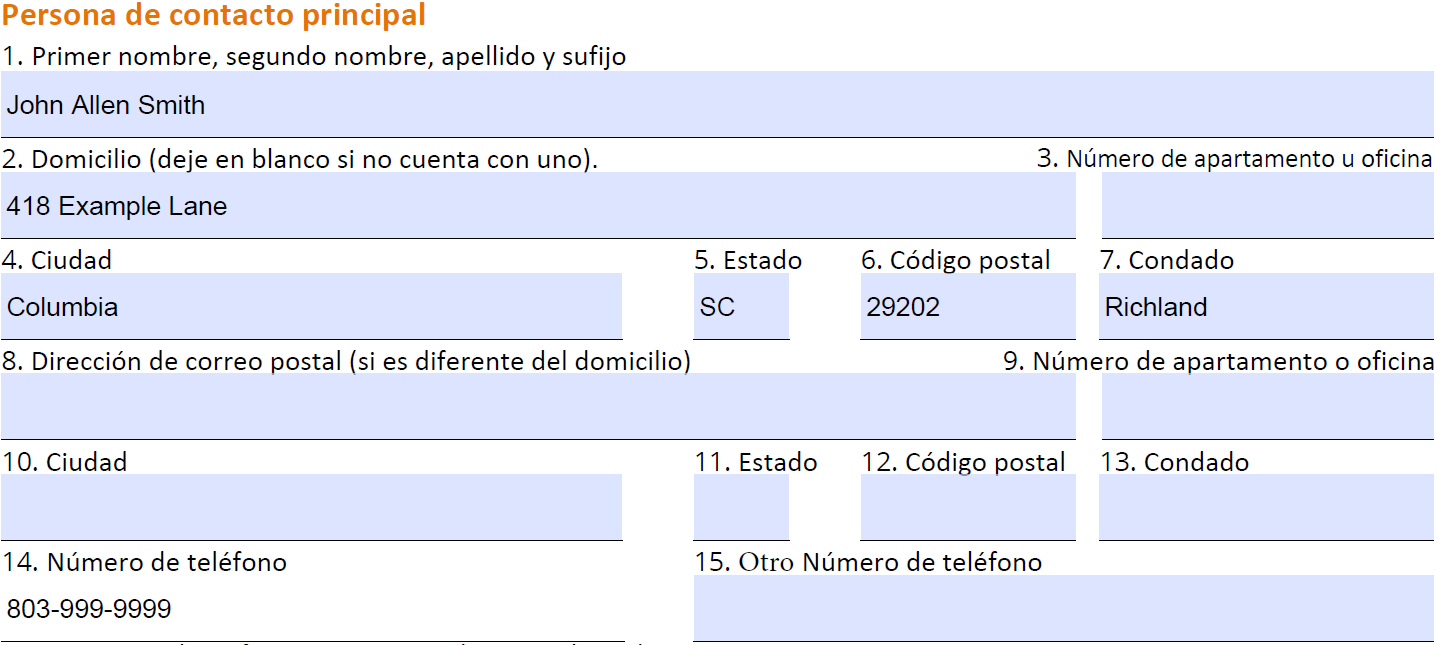 Persona de contacto principal
1. Primer nombre, segundo nombre, apellido y sufijo
John Allen Smith
2. Domicilio (deje en blanco si no cuenta con uno). 3. Número de apartamento u oficina
418 Example Lane
4. Ciudad 5. Estado 6. Código postal 7. Condado
Columbia SC 29202 Richland
8. Dirección de correo postal (si es diferente del domicilio) 9. Número de apartamento o oficina
10. Ciudad 11. Estado 12. Código postal 13. Condado
14. Número de teléfono 15. Otro Número de teléfono
803-999-9999